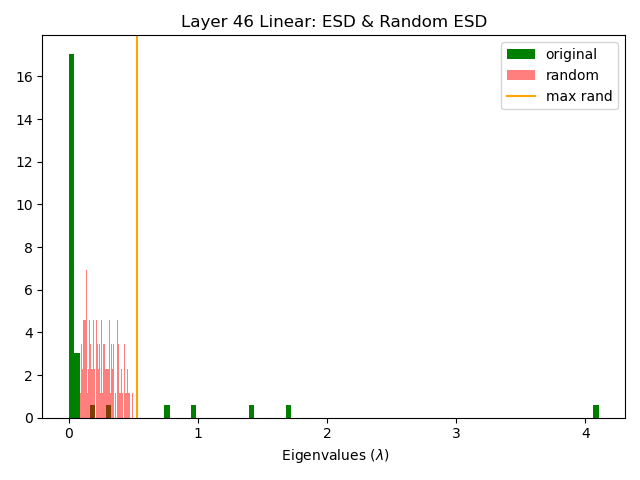 Layer 46 Linear: ESD & Random ESD
original
random
max rand
16
14
12
10
8
6
4
2
0
0 1 2 3 4
Eigenvalues (λ)